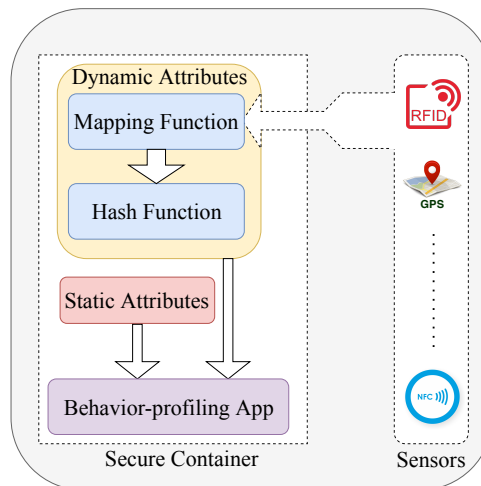 Dynamic Attributes
Mapping Function
Hash Function
Static Attributes
Behavior-profiling App
Secure Container
RFID
GPS
NFC
Sensors